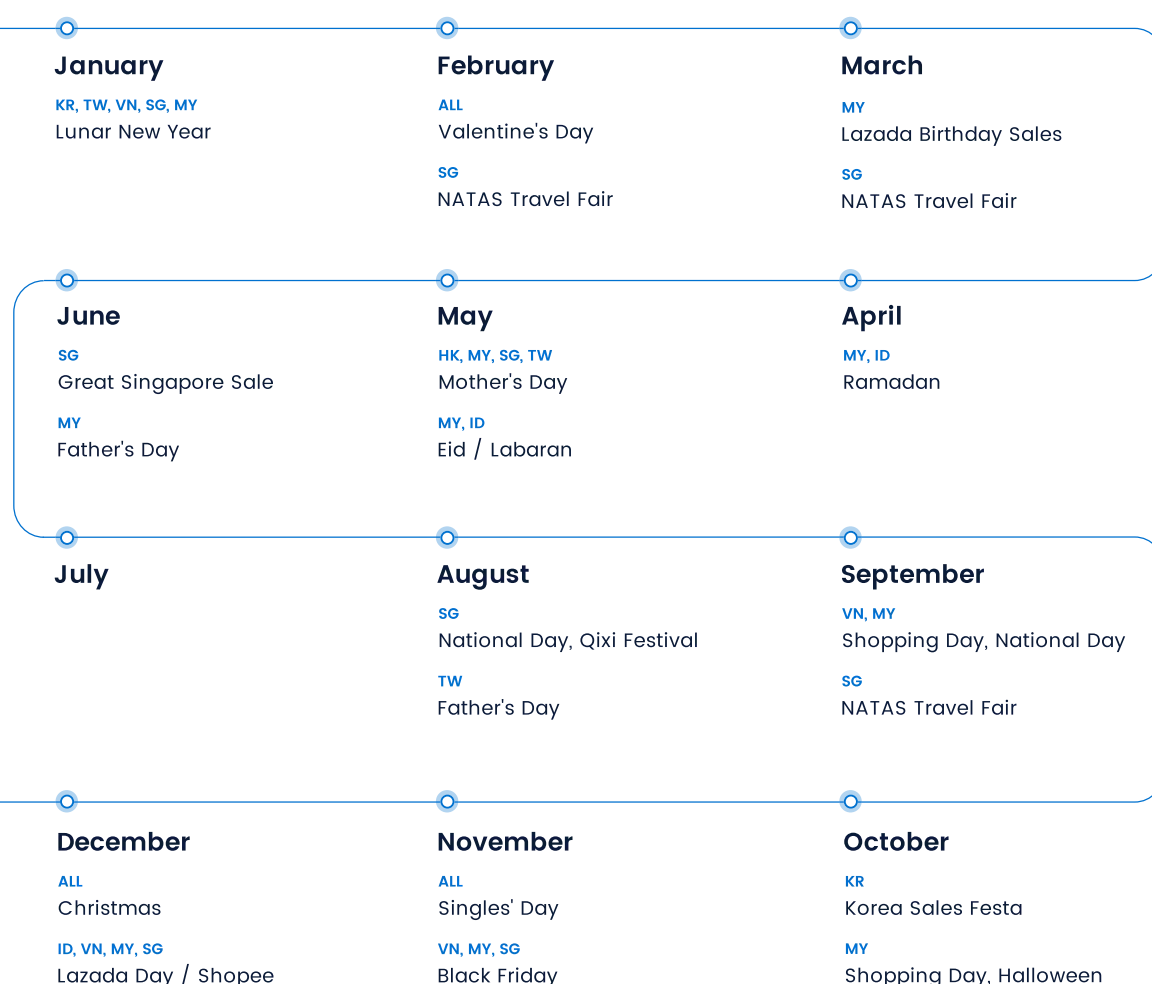 January
KR, TW, VN, SG, MY
Lunar New Year
February
ALL
Valentine's Day
SG
NATAS Travel Fair
March
MY
Lazada Birthday Sales
SG
NATAS Travel Fair
June
SG
Great Singapore Sale
MY
Father's Day
May
HK, MY, SG, TW
Mother's Day
MY, ID
Eid / Labaran
April
MY, ID
Ramadan
July
August
SG
National Day, Qixi Festival
TW
Father's Day
September
VN, MY
Shopping Day, National Day
SG
NATAS Travel Fair
December
ALL
Christmas
ID, VN, MY, SG
Lazada Day / Shopee
November
ALL
Singles' Day
VN, MY, SG
Black Friday
October
KR
Korea Sales Festa
MY
Shopping Day, Halloween